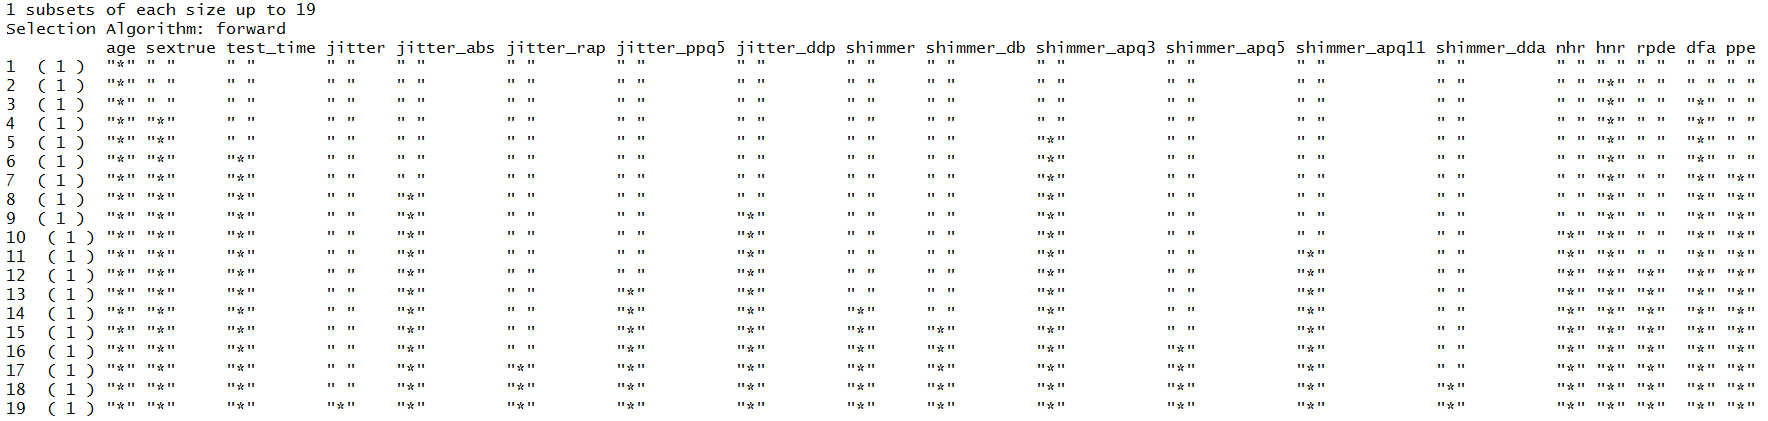 1 subsets of each size up to 19
Selection Algorithm: forward
age sextrue test_time jitter jitter_abs jitter_rap jitter_ppq5 jitter_ddp shimmer shimmer_db shimmer_apq3 shimmer_apq5 shimmer_apq11 shimmer_dda nhr hnr rpde dfa ppe
1 ( 1 ) "*" " " " " " " " " " " " " " " " " " " " " " " " " " " " " " " " " " " " "
2 ( 1 ) "*" " " " " " " " " " " " " " " " " " " " " " " " " " " " " "*" " " " " " "
3 ( 1 ) "*" " " " " " " " " " " " " " " " " " " " " " " " " " " " " "*" " " "*" " "
4 ( 1 ) "*" "*" " " " " " " " " " " " " " " " " " " " " " " " " " " "*" " " "*" " "
5 ( 1 ) "*" "*" " " " " " " " " " " " " " " " " "*" " " " " " " " " "*" " " "*" " "
6 ( 1 ) "*" "*" "*" " " " " " " " " " " " " " " "*" " " " " " " " " "*" " " "*" " "
7 ( 1 ) "*" "*" "*" " " " " " " " " " " " " " " "*" " " " " " " " " "*" " " "*" "*"
8 ( 1 ) "*" "*" "*" " " "*" " " " " " " " " " " "*" " " " " " " " " "*" " " "*" "*"
9 ( 1 ) "*" "*" "*" " " "*" " " " " "*" " " " " "*" " " " " " " " " "*" " " "*" "*"
10 ( 1 ) "*" "*" "*" " " "*" " " " " "*" " " " " "*" " " " " " " "*" "*" " " "*" "*"
11 ( 1 ) "*" "*" "*" " " "*" " " " " "*" " " " " "*" " " "*" " " "*" "*" " " "*" "*"
12 ( 1 ) "*" "*" "*" " " "*" " " " " "*" " " " " "*" " " "*" " " "*" "*" "*" "*" "*"
13 ( 1 ) "*" "*" "*" " " "*" " " "*" "*" " " " " "*" " " "*" " " "*" "*" "*" "*" "*"
14 ( 1 ) "*" "*" "*" " " "*" " " "*" "*" "*" " " "*" " " "*" " " "*" "*" "*" "*" "*"
15 ( 1 ) "*" "*" "*" " " "*" " " "*" "*" "*" "*" "*" " " "*" " " "*" "*" "*" "*" "*"
16 ( 1 ) "*" "*" "*" " " "*" " " "*" "*" "*" "*" "*" "*" "*" " " "*" "*" "*" "*" "*"
17 ( 1 ) "*" "*" "*" " " "*" "*" "*" "*" "*" "*" "*" "*" "*" " " "*" "*" "*" "*" "*"
18 ( 1 ) "*" "*" "*" " " "*" "*" "*" "*" "*" "*" "*" "*" "*" "*" "*" "*" "*" "*" "*"
19 ( 1 ) "*" "*" "*" "*" "*" "*" "*" "*" "*" "*" "*" "*" "*" "*" "*" "*" "*" "*" "*"